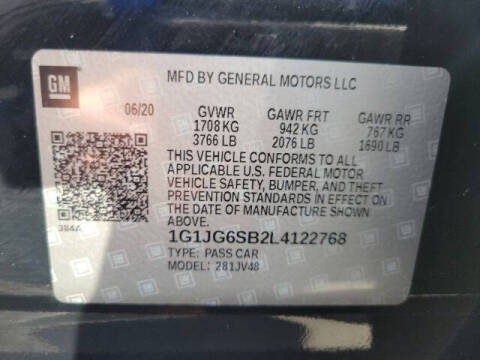 GM
MFD BY GENERAL MOTORS LLC
06/20 GVWR GAWR FRT GAWR RR
1708 KG 942 KG 767 KG
3766 LB 2076 LB 1690 LB
THIS VEHICLE CONFORMS TO ALL
APPLICABLE U.S. FEDERAL MOTOR
VEHICLE SAFETY, BUMPER, AND THEFT
PREVENTION STANDARDS IN EFFECT ON
THE DATE OF MANUFACTURE SHOWN
ABOVE.
384A
1G1JG6SB2L4122768
TYPE: PASS CAR
MODEL: 281JV48